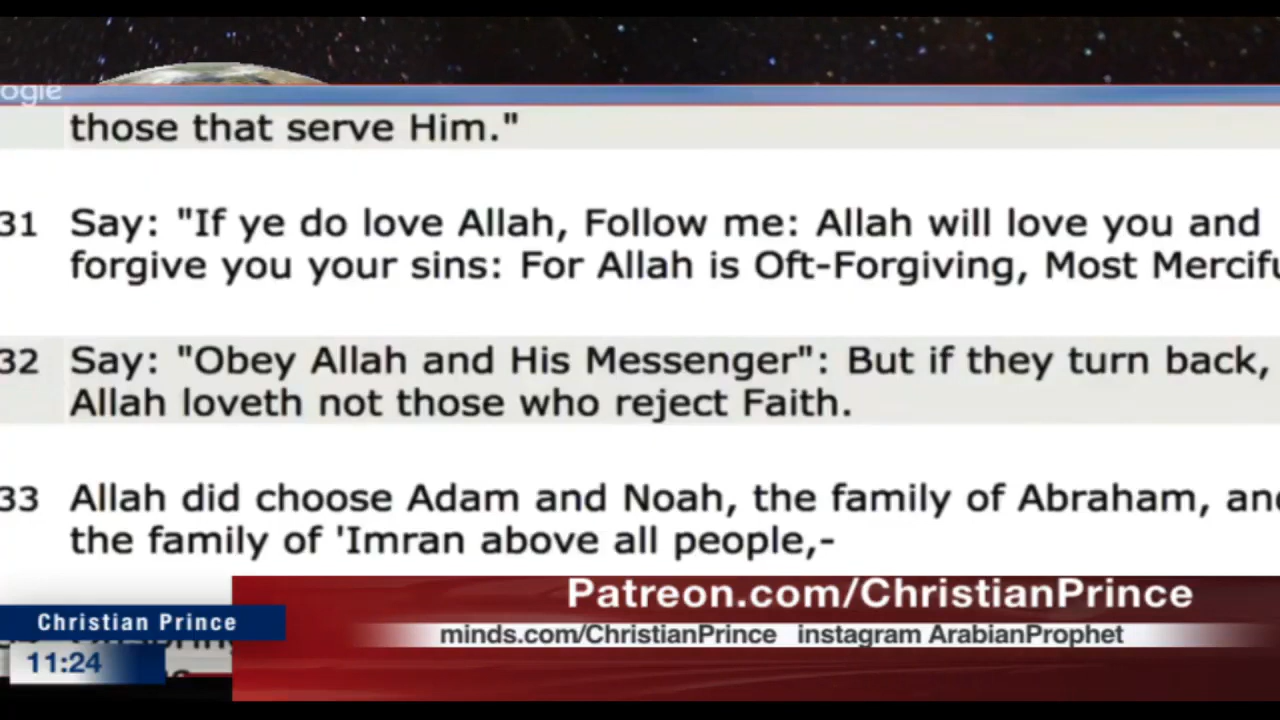 ogle
those that serve Him."
31 Say: "If ye do love Allah, Follow me: Allah will love you and
forgive you your sins: For Allah is Oft-Forgiving, Most Mercifu
32 Say: "Obey Allah and His Messenger": But if they turn back,
Allah loveth not those who reject Faith.
33 Allah did choose Adam and Noah, the family of Abraham, and
the family of 'Imran above all people,-
Patreon.com/ChristianPrince
Christian Prince
minds.com/ChristianPrince instagram ArabianProphet
11:24